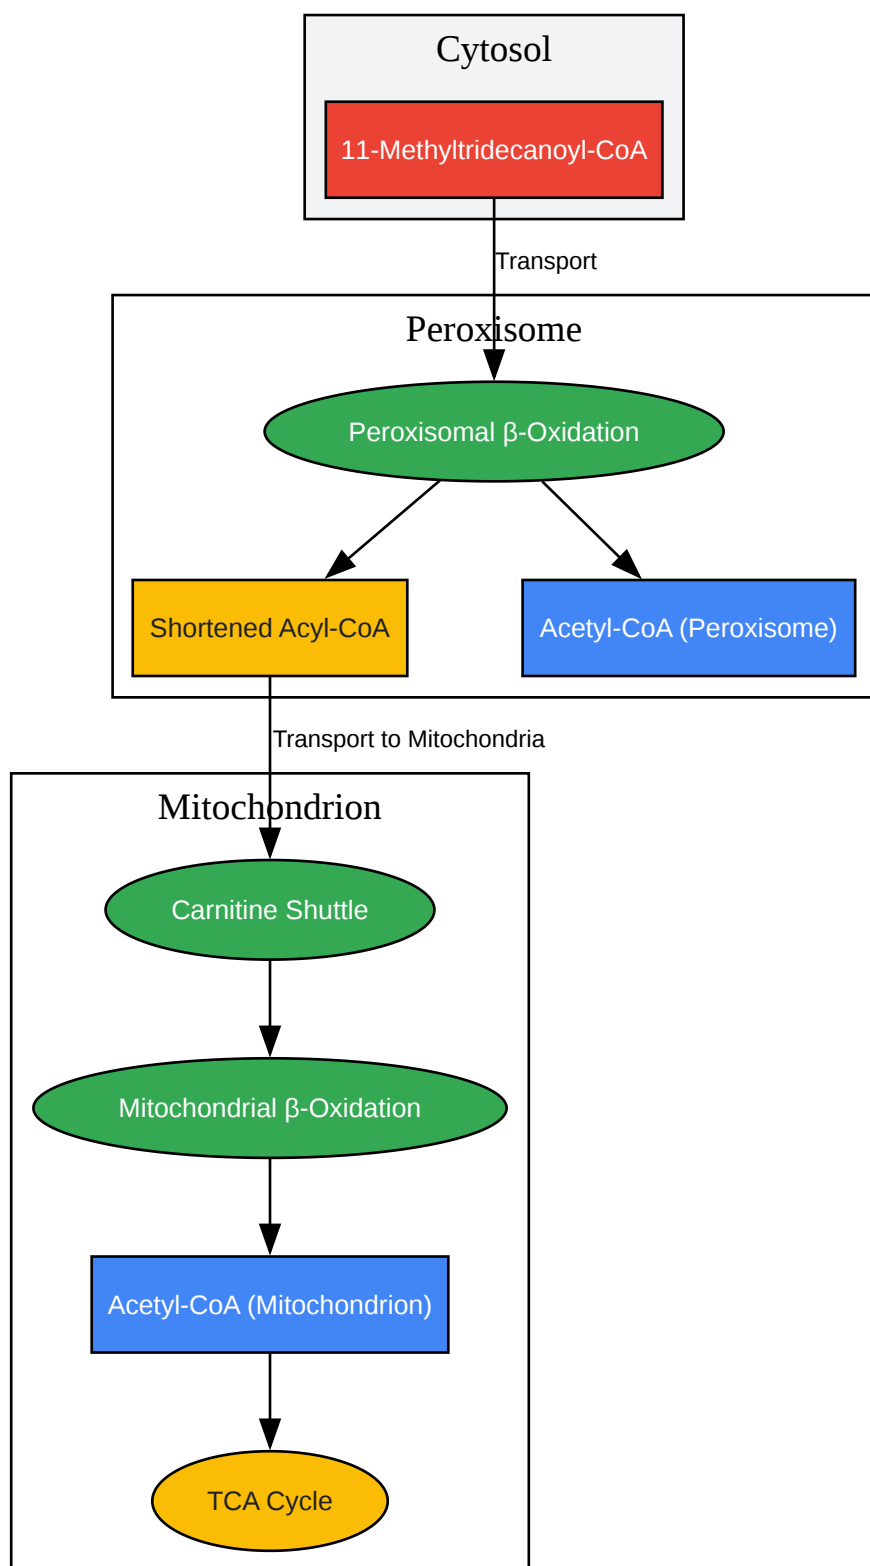 Cytosol
11-Methyltridecanoyl-CoA
Transport
Peroxisome
Peroxisomal β-Oxidation
Shortened Acyl-CoA
Acetyl-CoA (Peroxisome)
Transport to Mitochondria
Mitochondrion
Carnitine Shuttle
Mitochondrial β-Oxidation
Acetyl-CoA (Mitochondrion)
TCA Cycle